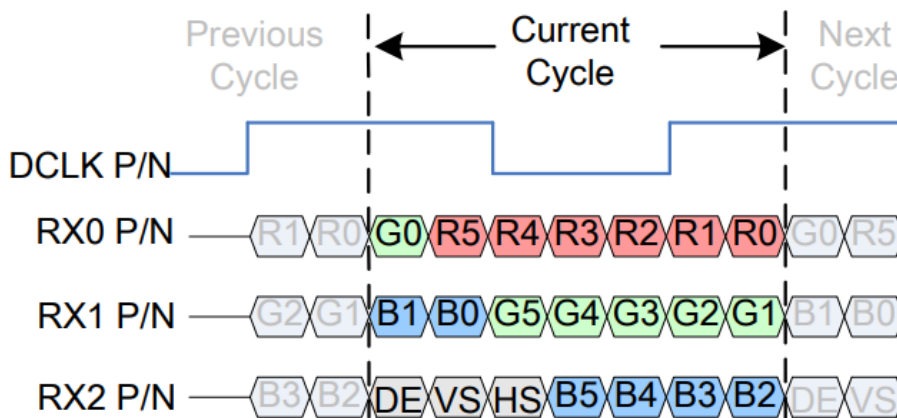 Previous Cycle
Current Cycle
Next Cycle
DCLK P/N
RX0 P/N R1 R0 G0 R5 R4 R3 R2 R1 R0 G0 R5
RX1 P/N G2 G1 B1 B0 G5 G4 G3 G2 G1 B1 B0
RX2 P/N B3 B2 DE VS HS B5 B4 B3 B2 DE VS